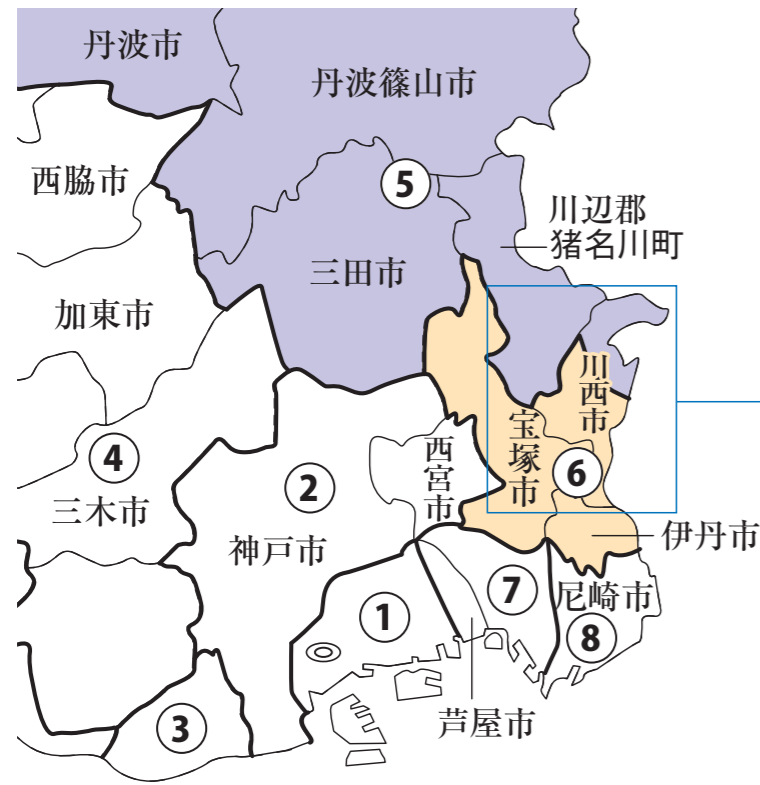 丹波市
丹波篠山市
西脇市
⑤
川辺郡
猪名川町
三田市
加東市
川西市
宝塚市
西宮市
④
②
⑥
三木市
神戸市
伊丹市
⑦
尼崎市
①
⑧
芦屋市
③